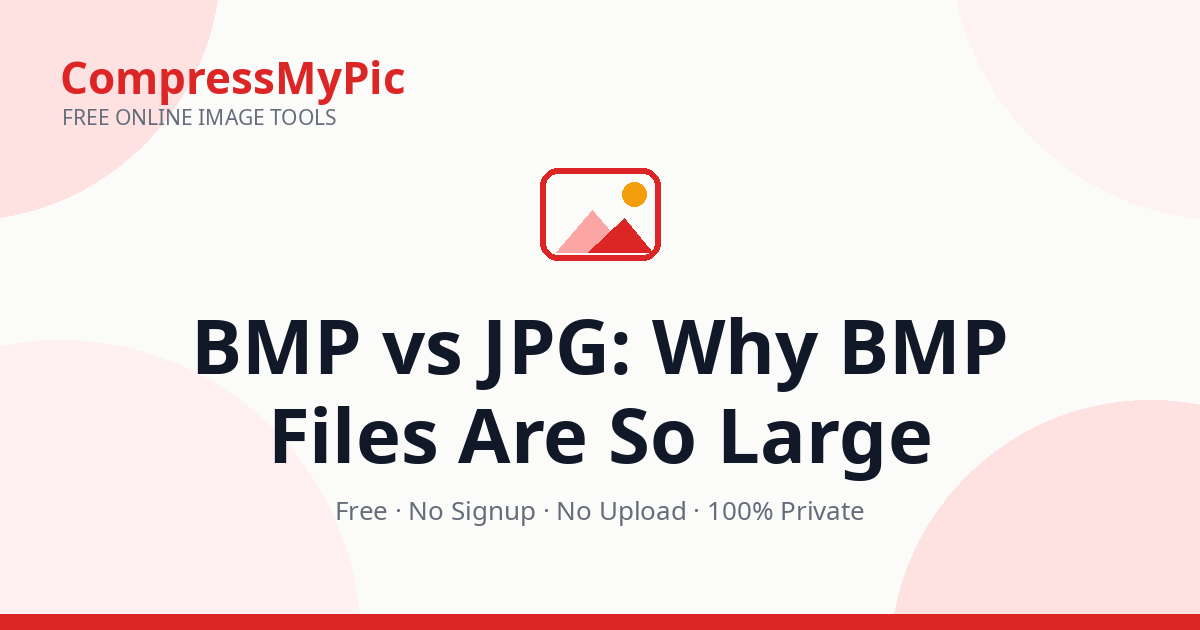 CompressMyPic
FREE ONLINE IMAGE TOOLS
BMP vs JPG: Why BMP
Files Are So Large
Free · No Signup · No Upload · 100% Private